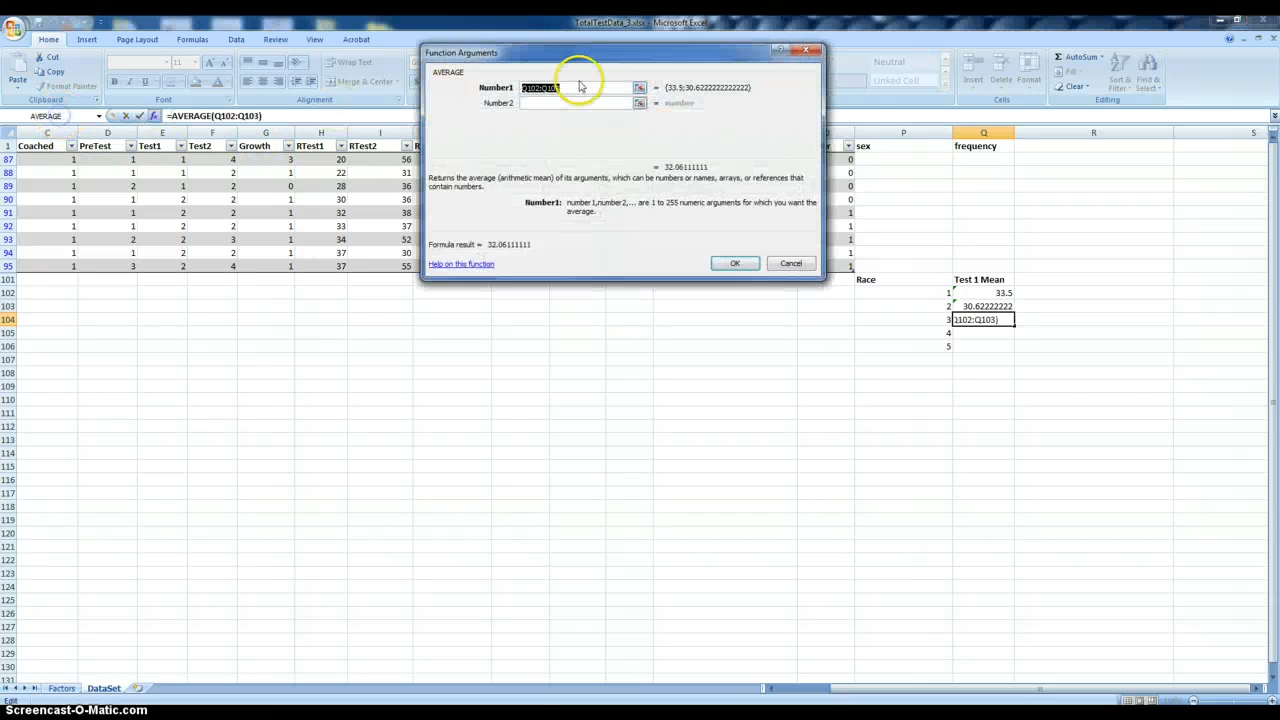 TotalTestData_3.xlsx - Microsoft Excel
Home Insert Page Layout Formulas Data Review View Acrobat
Paste
Cut
Copy
Format Painter
Clipboard
11
Merge & Center
Alignment
Neutral
Linked Cell
Insert Delete Format
Cells
AutoSum
Fill
Clear
Sort & Filter
Find & Select
Editing
AVERAGE =AVERAGE(Q102:Q103)
Function Arguments
AVERAGE
Number1 Q102:Q103 = {33.5;30.6222222222222}
Number2 = number
= 32.06111111
Returns the average (arithmetic mean) of its arguments, which can be numbers or names, arrays, or references that
contain numbers.
Number1: number1,number2,... are 1 to 255 numeric arguments for which you want the
average.
Formula result = 32.06111111
Help on this function
OK Cancel
C D E F G H I P Q R S
1 Coached PreTest Test1 Test2 Growth RTest1 RTest2 sex frequency
87 1 1 1 4 3 20 56 0
88 1 1 1 2 1 22 31 0
89 1 2 1 2 0 28 36 0
90 1 1 2 2 1 30 36 0
91 1 1 2 2 1 32 38 1
92 1 1 2 2 1 33 37 1
93 1 2 2 3 1 34 52 1
94 1 1 2 2 1 37 30 1
95 1 3 2 4 1 37 55 1
101 Race Test 1 Mean
102 1 33.5
103 2 30.62222222
104 3 Q102:Q103)
105 4
106 5
107
108
109
110
111
112
113
114
115
116
117
118
119
120
121
122
123
124
125
126
127
128
129
130
131
Factors DataSet
Edit
100%
Screencast-O-Matic.com